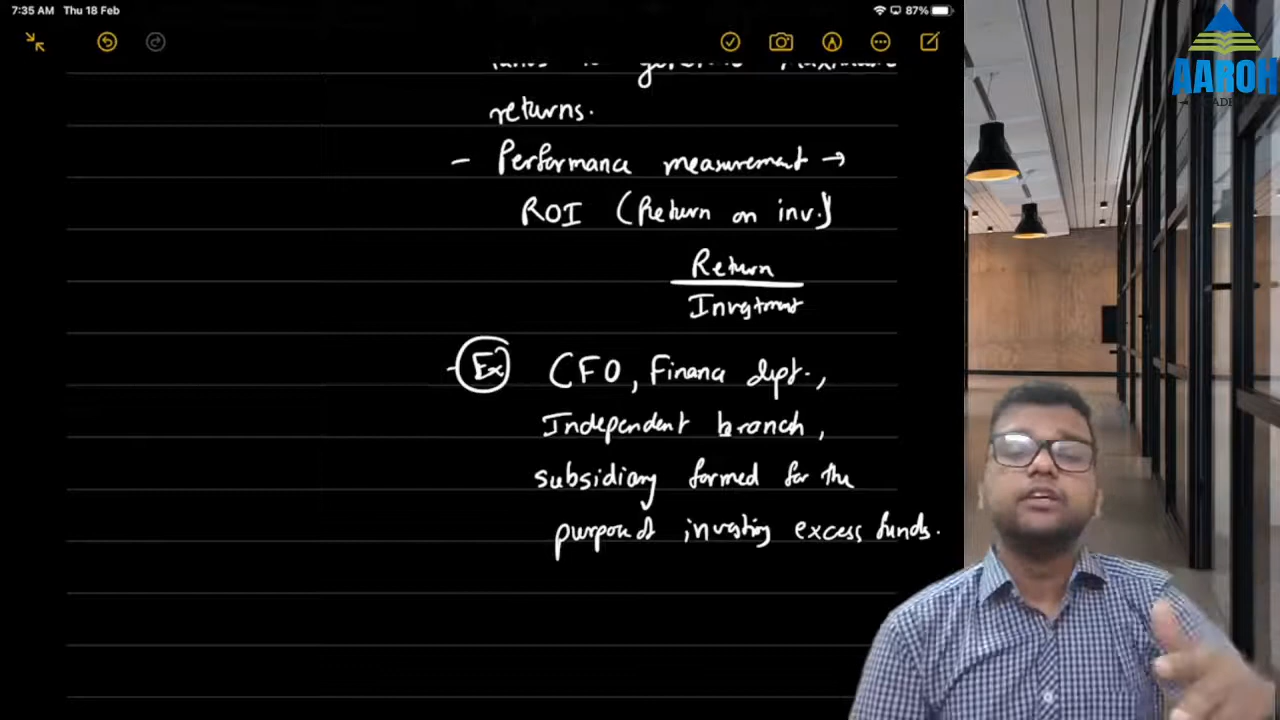 7:35 AM Thu 18 Feb
87%
AAROH
returns.
- Performance measurement →
ROI (Return on inv.)
Return
Investment
- Ex CFO, Finance dept.,
Independent branch,
subsidiary formed for the
purpose of investing excess funds.